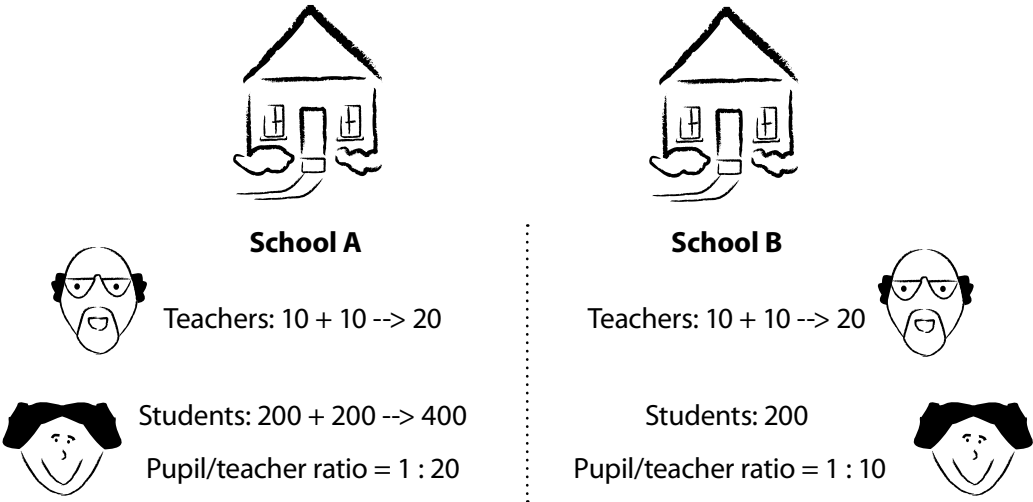 School A
Teachers: 10 + 10 --> 20
Students: 200 + 200 --> 400
Pupil/teacher ratio = 1 : 20
School B
Teachers: 10 + 10 --> 20
Students: 200
Pupil/teacher ratio = 1 : 10